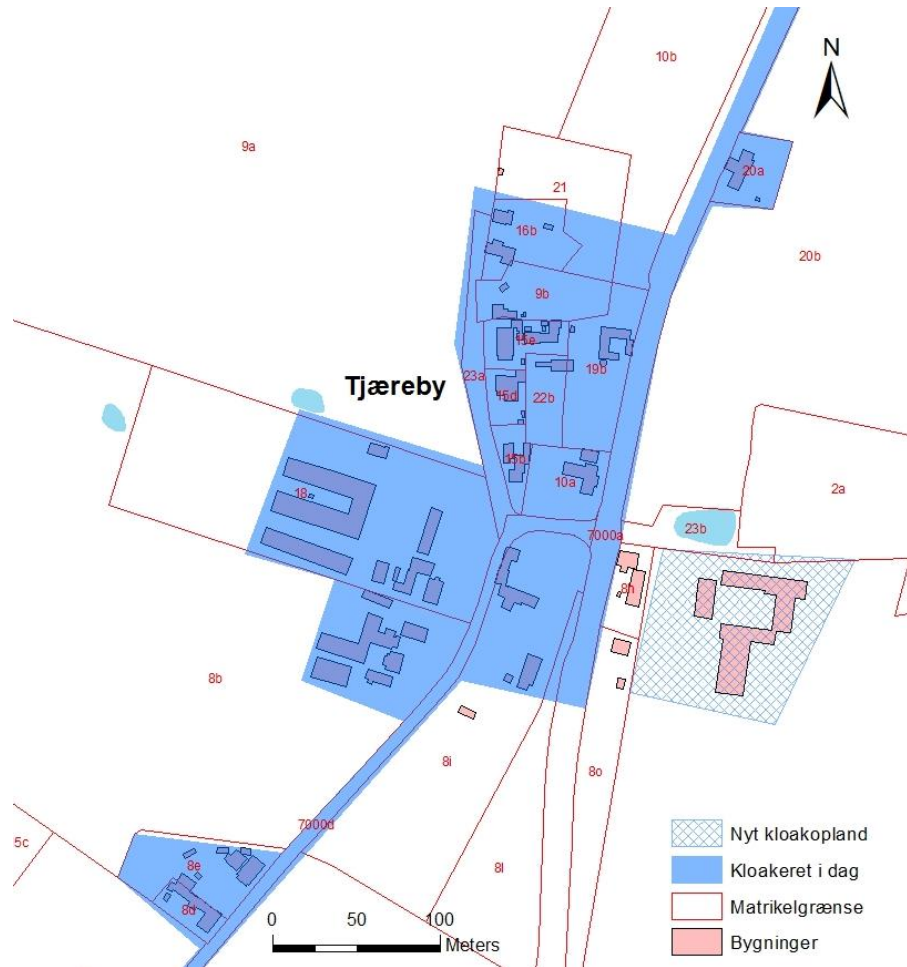 10b
N
9a
20a
21
16b
20b
9b
15e
19b
Tjæreby
23a
15d
22b
15b
10a
18
2a
23b
7000a
8h
8b
8i
8o
7000d
5c
8e
8l
8d
Nyt kloakopland
Kloakeret i dag
Matrikelgrænse
Bygninger
0 50 100
Meters